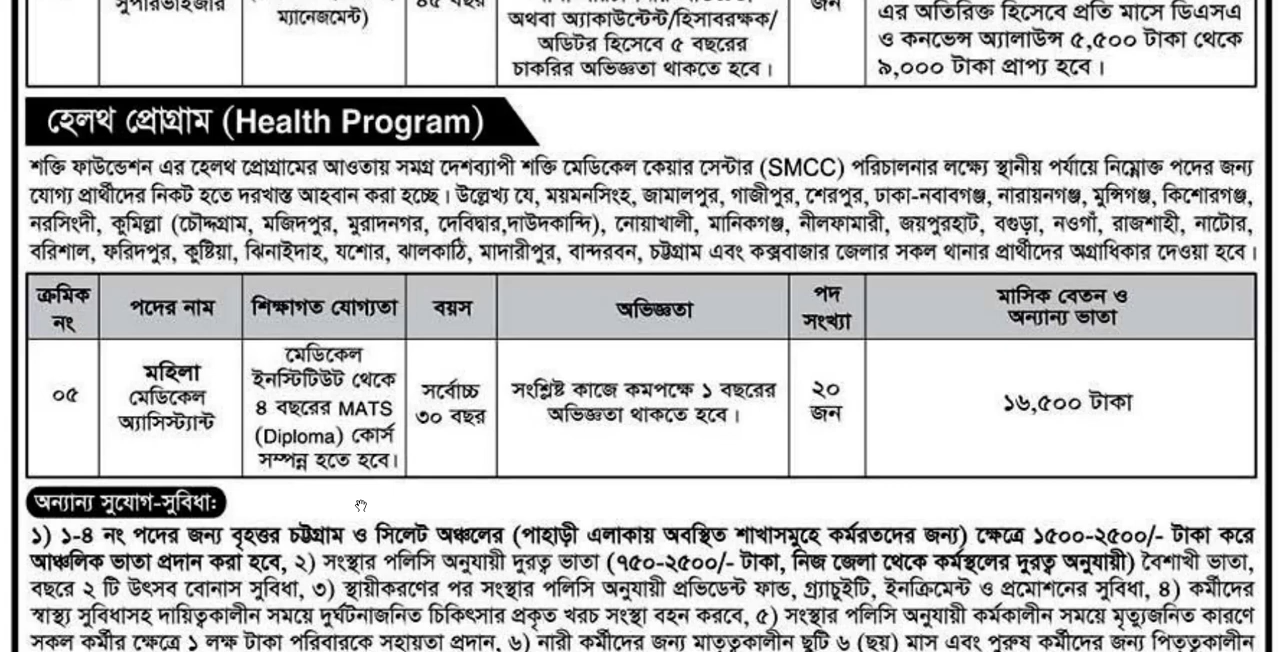 সুপারভাইজার
ম্যানেজমেন্ট)
৪৫ বছর
অথবা অ্যাকাউন্টেন্ট/হিসাবরক্ষক/
অডিটর হিসেবে ৫ বছরের
চাকরির অভিজ্ঞতা থাকতে হবে।
জন
এর অতিরিক্ত হিসেবে প্রতি মাসে ডিএসএ
ও কনভেন্স অ্যালাউন্স ৫,৫০০ টাকা থেকে
৯,০০০ টাকা প্রাপ্য হবে।
হেলথ প্রোগ্রাম (Health Program)
শক্তি ফাউন্ডেশন এর হেলথ প্রোগ্রামের আওতায় সমগ্র দেশব্যাপী শক্তি মেডিকেল কেয়ার সেন্টার (SMCC) পরিচালনার লক্ষ্যে স্থানীয় পর্যায়ে নিম্নোক্ত পদের জন্য
যোগ্য প্রার্থীদের নিকট হতে দরখাস্ত আহবান করা হচ্ছে। উল্লেখ্য যে, ময়মনসিংহ, জামালপুর, গাজীপুর, শেরপুর, ঢাকা-নবাবগঞ্জ, নারায়নগঞ্জ, মুন্সিগঞ্জ, কিশোরগঞ্জ,
নরসিংদী, কুমিল্লা (চৌদ্দগ্রাম, মজিদপুর, মুরাদনগর, দেবিদ্বার,দাউদকান্দি), নোয়াখালী, মানিকগঞ্জ, নীলফামারী, জয়পুরহাট, বগুড়া, নওগাঁ, রাজশাহী, নাটোর,
বরিশাল, ফরিদপুর, কুষ্টিয়া, ঝিনাইদাহ, যশোর, ঝালকাঠি, মাদারীপুর, বান্দরবন, চট্টগ্রাম এবং কক্সবাজার জেলার সকল থানার প্রার্থীদের অগ্রাধিকার দেওয়া হবে।
ক্রমিক নং
পদের নাম
শিক্ষাগত যোগ্যতা
বয়স
অভিজ্ঞতা
পদ সংখ্যা
মাসিক বেতন ও
অন্যান্য ভাতা
০৫
মহিলা
মেডিকেল
অ্যাসিস্ট্যান্ট
মেডিকেল
ইনস্টিটিউট থেকে
৪ বছরের MATS
(Diploma) কোর্স
সম্পন্ন হতে হবে।
সর্বোচ্চ
৩০ বছর
সংশ্লিষ্ট কাজে কমপক্ষে ১ বছরের
অভিজ্ঞতা থাকতে হবে।
২০
জন
১৬,৫০০ টাকা
অন্যান্য সুযোগ-সুবিধা:
১) ১-৪ নং পদের জন্য বৃহত্তর চট্টগ্রাম ও সিলেট অঞ্চলের (পাহাড়ী এলাকায় অবস্থিত শাখাসমূহে কর্মরতদের জন্য) ক্ষেত্রে ১৫০০-২৫০০/- টাকা করে
আঞ্চলিক ভাতা প্রদান করা হবে, ২) সংস্থার পলিসি অনুযায়ী দুরত্ব ভাতা (৭৫০-২৫০০/- টাকা, নিজ জেলা থেকে কর্মস্থলের দুরত্ব অনুযায়ী) বৈশাখী ভাতা,
বছরে ২ টি উৎসব বোনাস সুবিধা, ৩) স্থায়ীকরণের পর সংস্থার পলিসি অনুযায়ী প্রভিডেন্ট ফান্ড, গ্র্যাচুইটি, ইনক্রিমেন্ট ও প্রমোশনের সুবিধা, ৪) কর্মীদের
স্বাস্থ্য সুবিধাসহ দায়িত্বকালীন সময়ে দুর্ঘটনাজনিত চিকিৎসার প্রকৃত খরচ সংস্থা বহন করবে, ৫) সংস্থার পলিসি অনুযায়ী কর্মকালীন সময়ে মৃত্যুজনিত কারণে
সকল কর্মীর ক্ষেত্রে ১ লক্ষ টাকা পরিবারকে সহায়তা প্রদান, ৬) নারী কর্মীদের জন্য মাতৃত্বকালীন ছুটি ৬ (ছয়) মাস এবং পুরুষ কর্মীদের জন্য পিতৃত্বকালীন